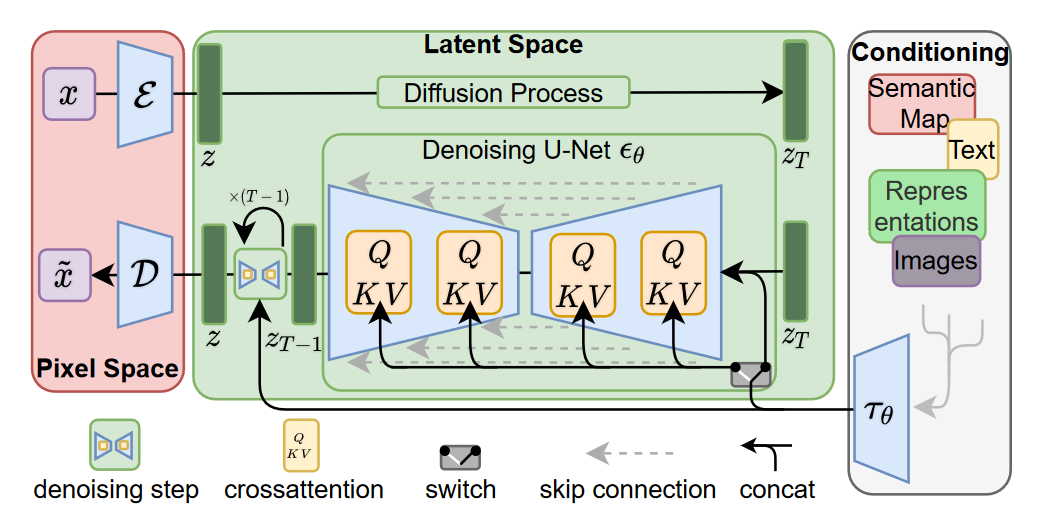 Latent Space
Conditioning
x
ℰ
z
Diffusion Process
z_T
Semantic
Map
Text
Repres
entations
Images
Denoising U-Net ϵ_θ
×(T−1)
x̃
𝒟
z
z_{T−1}
Q
KV
Q
KV
Q
KV
Q
KV
z_T
Pixel Space
τ_θ
Q
KV
denoising step
crossattention
switch
skip connection
concat